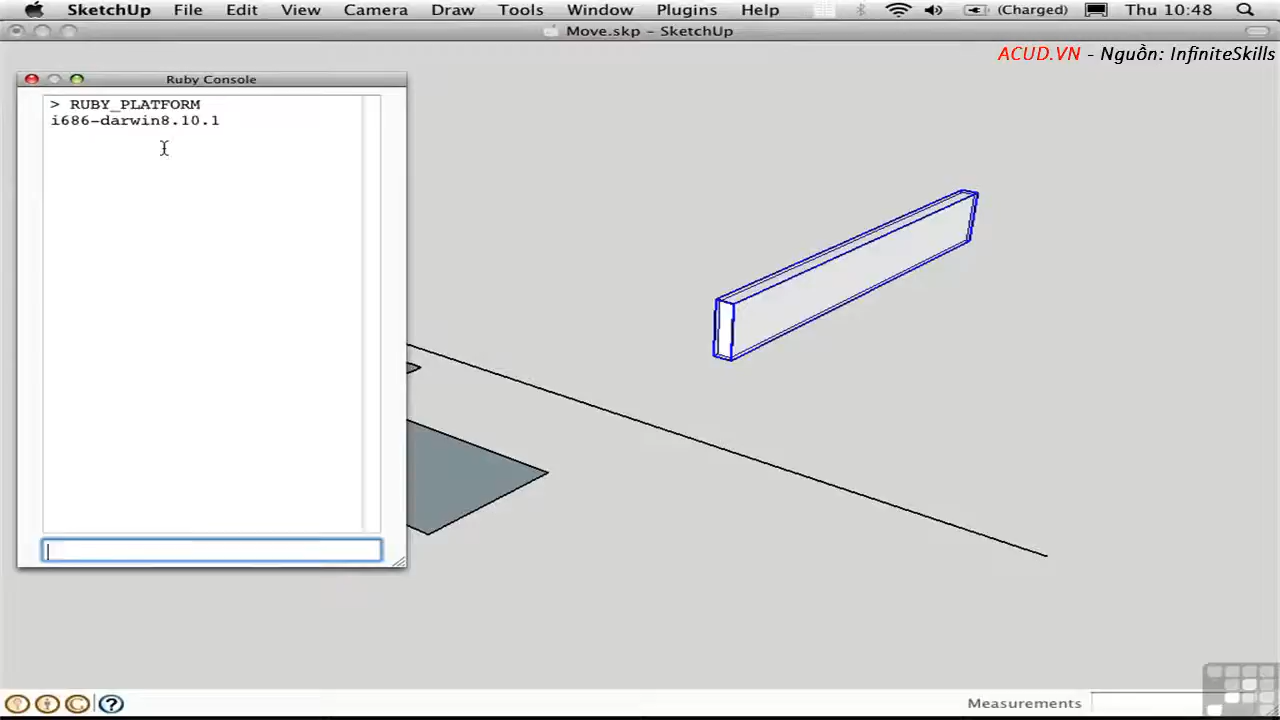 SketchUp File Edit View Camera Draw Tools Window Plugins Help (Charged) Thu 10:48
Move.skp – SketchUp
ACUD.VN - Nguồn: InfiniteSkills
Ruby Console
> RUBY_PLATFORM
i686-darwin8.10.1
Measurements